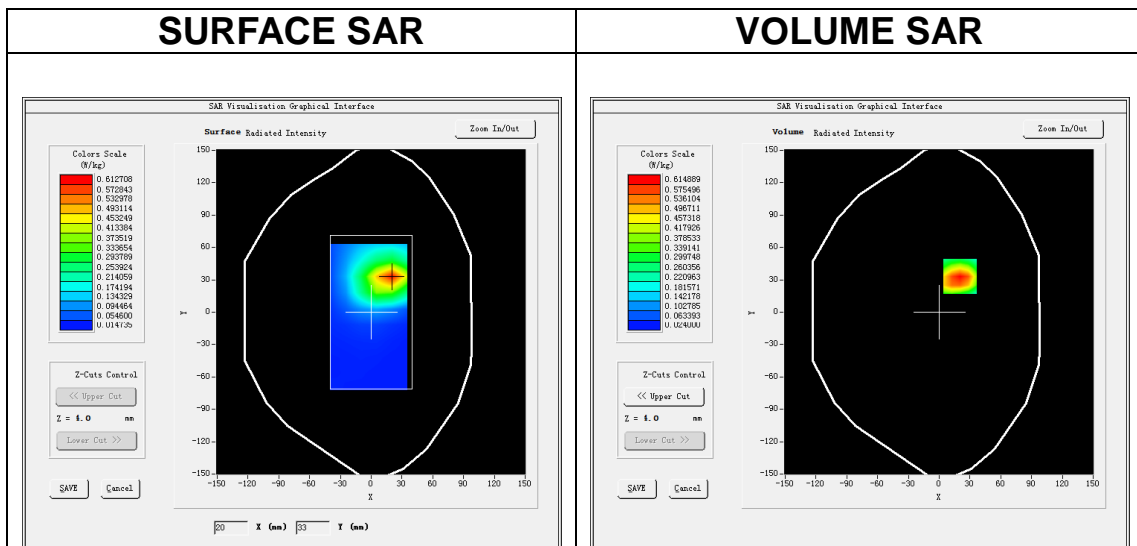 SURFACE SAR
VOLUME SAR
SAR Visualisation Graphical Interface
Surface Radiated Intensity
Zoom In/Out
Colors Scale
(W/kg)
0.612708
0.572843
0.532978
0.493114
0.453249
0.413384
0.373519
0.333654
0.293789
0.253924
0.214059
0.174194
0.134329
0.094464
0.054600
0.014735
150
120
90
60
30
0
-30
-60
-90
-120
-150
Y
-150 -120 -90 -60 -30 0 30 60 90 120 150
X
Z-Cuts Control
<< Upper Cut
Z = 4.0 mm
Lower Cut >>
SAVE
Cancel
20 X (mm) 33 Y (mm)
SAR Visualisation Graphical Interface
Volume Radiated Intensity
Zoom In/Out
Colors Scale
(W/kg)
0.614889
0.575496
0.536104
0.496711
0.457318
0.417926
0.378533
0.339141
0.299748
0.260356
0.220963
0.181571
0.142178
0.102785
0.063393
0.024000
150
120
90
60
30
0
-30
-60
-90
-120
-150
Y
-150 -120 -90 -60 -30 0 30 60 90 120 150
X
Z-Cuts Control
<< Upper Cut
Z = 4.0 mm
Lower Cut >>
SAVE
Cancel